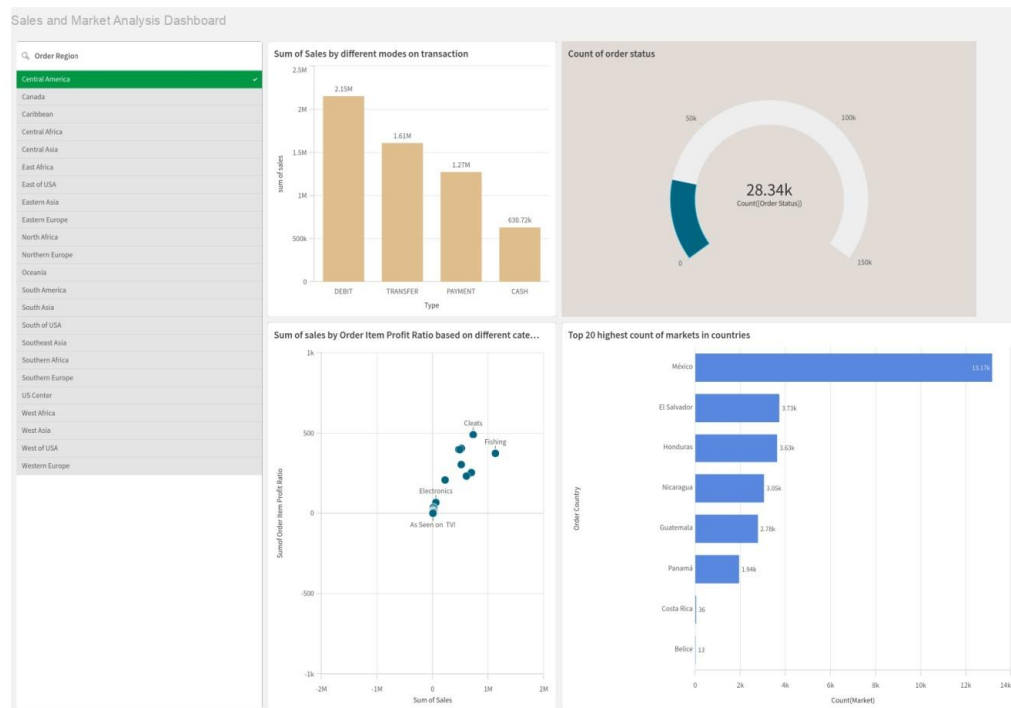 Sales and Market Analysis Dashboard
Order Region
Central America
Canada
Caribbean
Central Africa
Central Asia
East Africa
East of USA
Eastern Asia
Eastern Europe
North Africa
Northern Europe
Oceania
South America
South Asia
South of USA
Southeast Asia
Southern Africa
Southern Europe
US Center
West Africa
West Asia
West of USA
Western Europe
Sum of Sales by different modes on transaction
2.5M
2M
1.5M
1M
500k
0
sum of sales
2.15M
1.61M
1.27M
630.72k
DEBIT TRANSFER PAYMENT CASH
Type
Count of order status
50k
100k
0
150k
28.34k
Count([Order Status])
Sum of sales by Order Item Profit Ratio based on different cate...
1k
500
0
-500
-1k
Sumof Order Item Profit Ratio
Cleats
Fishing
Electronics
As Seen on TV!
-2M -1M 0 1M 2M
Sum of Sales
Top 20 highest count of markets in countries
Order Country
México 13.17k
El Salvador 3.73k
Honduras 3.63k
Nicaragua 3.05k
Guatemala 2.78k
Panamá 1.94k
Costa Rica 36
Belice 13
0 2k 4k 6k 8k 10k 12k 14k
Count(Market)